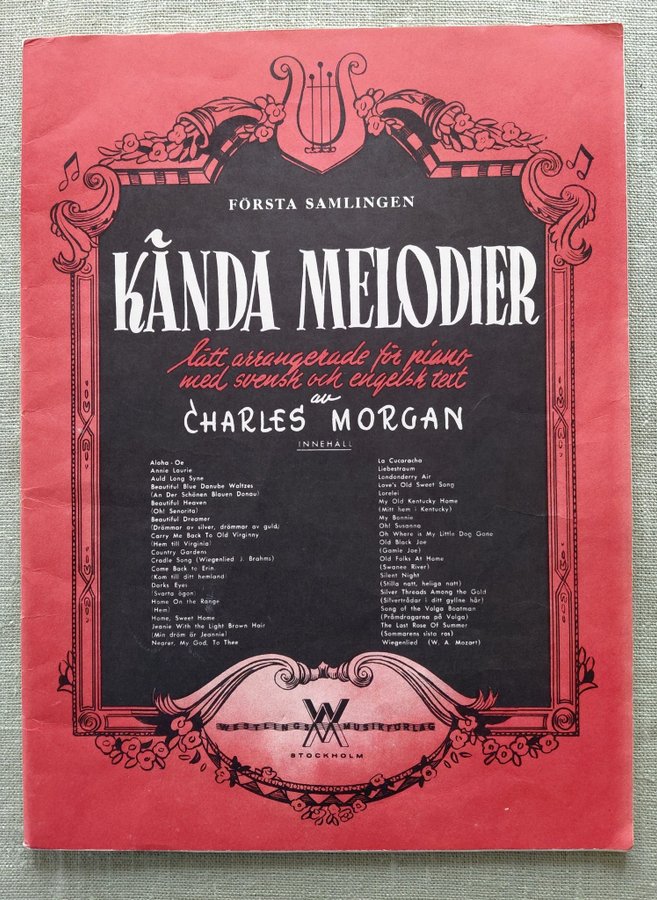 FÖRSTA SAMLINGEN
KÄNDA MELODIER
lätt arrangerade för piano
med svensk och engelsk text
av
CHARLES MORGAN
INNEHÅLL
Aloha - Oe
Annie Laurie
Auld Long Syne
Beautiful Blue Danube Waltzes
(An Der Schönen Blauen Donau)
Beautiful Heaven
(Oh! Senorita)
Beautiful Dreamer
(Drömmar av silver, drömmar av guld)
Carry Me Back To Old Virginny
(Hem till Virginia)
Country Gardens
Cradle Song (Wiegenlied J. Brahms)
Come Back to Erin
(Kom till ditt hemland)
Darks Eyes
(Svarta ögon)
Home On the Range
(Hem)
Home, Sweet Home
Jeanie With the Light Brown Hair
(Min dröm är Jeannie)
Nearer, My God, To Thee
La Cucaracha
Liebestraum
Londonderry Air
Love's Old Sweet Song
Lorelei
My Old Kentucky Home
(Mitt hem i Kentucky)
My Bonnie
Oh! Susanna
Oh Where is My Little Dog Gone
Old Black Joe
(Gamle Joe)
Old Folks At Home
(Swanee River)
Silent Night
(Stilla natt, heliga natt)
Silver Threads Among the Gold
(Silvertrådar i ditt gyllne hår)
Song of the Volga Boatman
(Pråmdragarna på Volga)
The Last Rose Of Summer
(Sommarens sista ros)
Wiegenlied (W. A. Mozart)
WM
WESTLINGS MUSIKFÖRLAG
STOCKHOLM